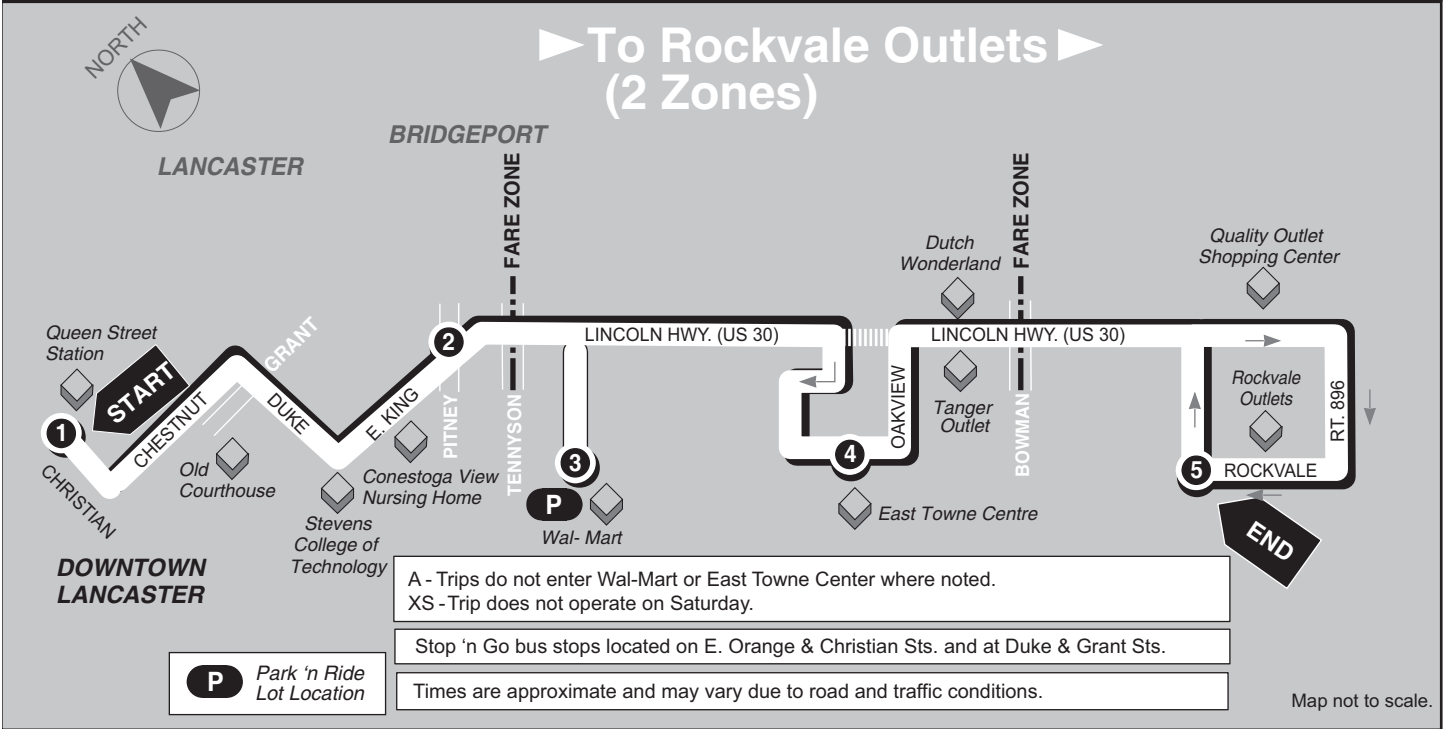 ►To Rockvale Outlets►
(2 Zones)
NORTH
LANCASTER
BRIDGEPORT
FARE ZONE
FARE ZONE
Dutch
Wonderland
Quality Outlet
Shopping Center
Queen Street
Station
START
1
CHRISTIAN
CHESTNUT
GRANT
DUKE
Old
Courthouse
E. KING
Stevens
College of
Technology
Conestoga View
Nursing Home
PITNEY
2
TENNYSON
LINCOLN HWY. (US 30)
3
P
Wal- Mart
4
OAKVIEW
East Towne Centre
LINCOLN HWY. (US 30)
Tanger
Outlet
BOWMAN
Rockvale
Outlets
RT. 896
5
ROCKVALE
END
DOWNTOWN
LANCASTER
A - Trips do not enter Wal-Mart or East Towne Center where noted.
XS - Trip does not operate on Saturday.
Stop ‘n Go bus stops located on E. Orange & Christian Sts. and at Duke & Grant Sts.
P
Park ‘n Ride
Lot Location
Times are approximate and may vary due to road and traffic conditions.
Map not to scale.